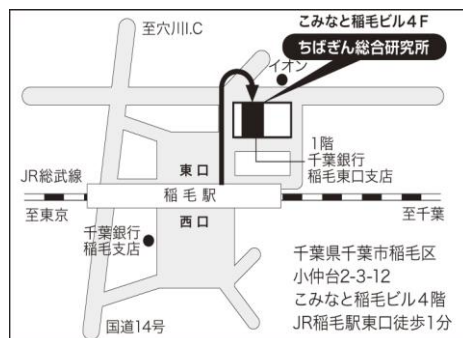 こみなと稲毛ビル4F
ちばぎん総合研究所
至穴川I.C
イオン
1階
千葉銀行
稲毛東口支店
東口
JR総武線
稲毛駅
至東京
至千葉
西口
千葉銀行
稲毛支店
国道14号
千葉県千葉市稲毛区
小仲台2-3-12
こみなと稲毛ビル4階
JR稲毛駅東口徒歩1分